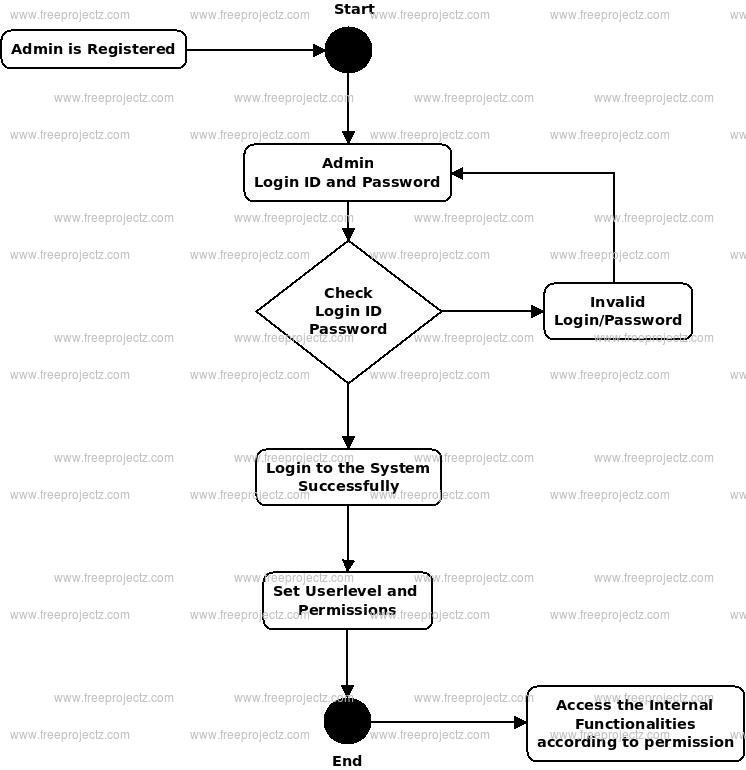 Start
Admin is Registered
Admin
Login ID and Password
Check
Login ID
Password
Invalid
Login/Password
Login to the System
Successfully
Set Userlevel and
Permissions
End
Access the Internal
Functionalities
according to permission
www.freeprojectz.com